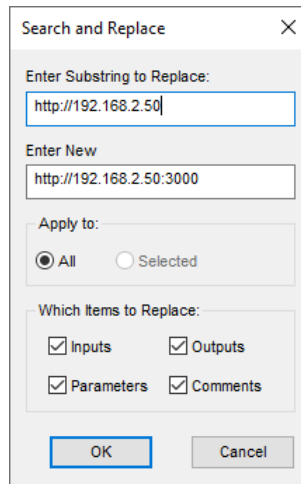 Search and Replace
Enter Substring to Replace:
http://192.168.2.50
Enter New
http://192.168.2.50:3000
Apply to:
All Selected
Which Items to Replace:
Inputs Outputs
Parameters Comments
OK Cancel